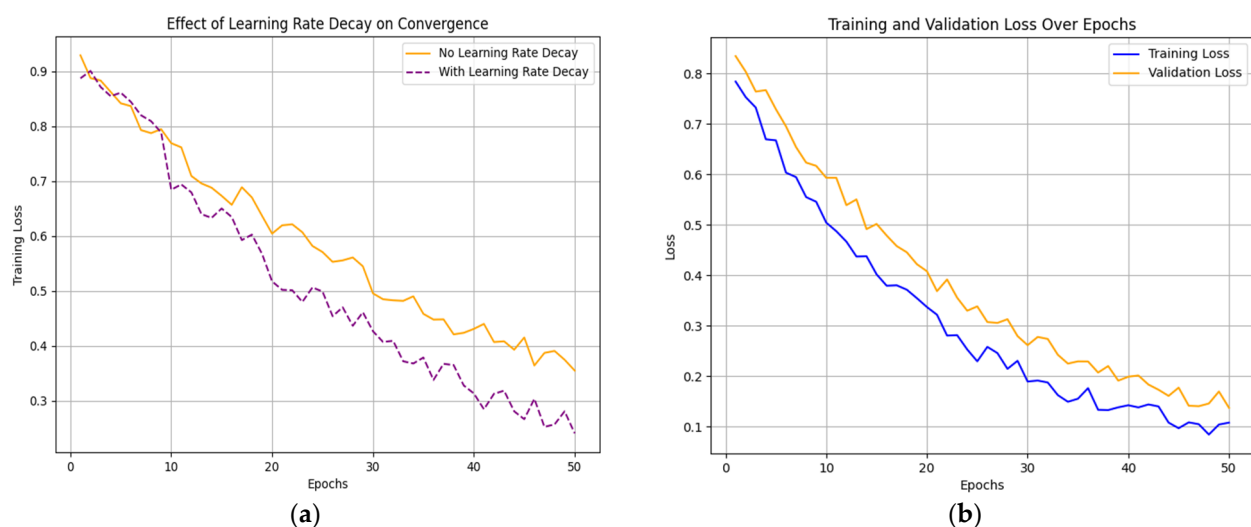 Effect of Learning Rate Decay on Convergence
No Learning Rate Decay
With Learning Rate Decay
0.9
0.8
0.7
0.6
0.5
0.4
0.3
Training Loss
0 10 20 30 40 50
Epochs
(a)
Training and Validation Loss Over Epochs
Training Loss
Validation Loss
0.8
0.7
0.6
0.5
0.4
0.3
0.2
0.1
Loss
0 10 20 30 40 50
Epochs
(b)